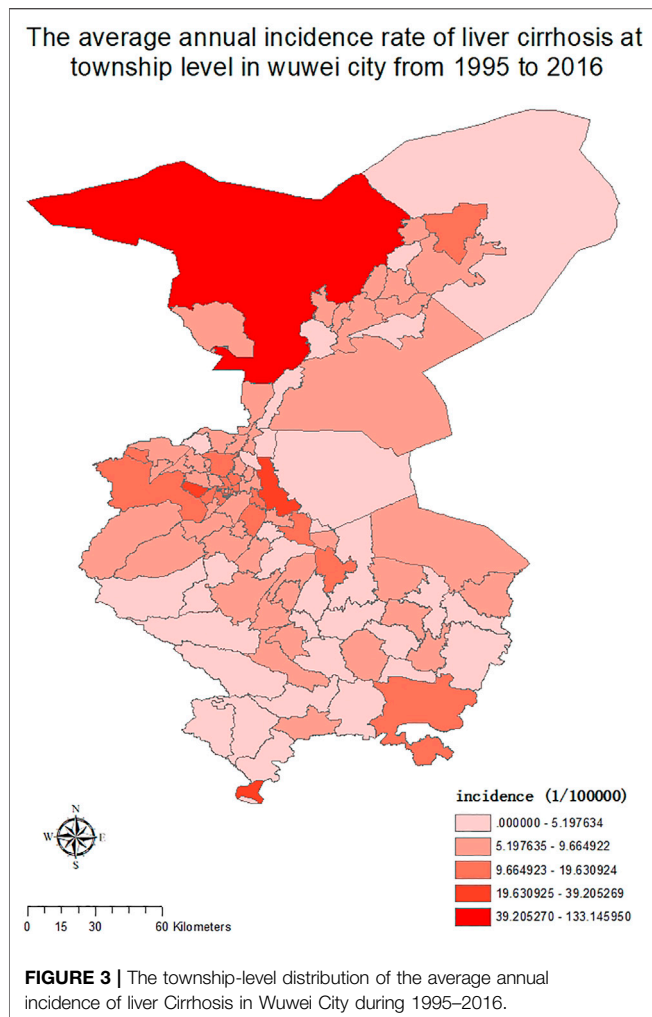 The average annual incidence rate of liver cirrhosis at
township level in wuwei city from 1995 to 2016
incidence (1/100000)
.000000 - 5.197634
5.197635 - 9.664922
9.664923 - 19.630924
19.630925 - 39.205269
39.205270 - 133.145950
N
W E
S
0 15 30 60 Kilometers
FIGURE 3 | The township-level distribution of the average annual
incidence of liver Cirrhosis in Wuwei City during 1995–2016.